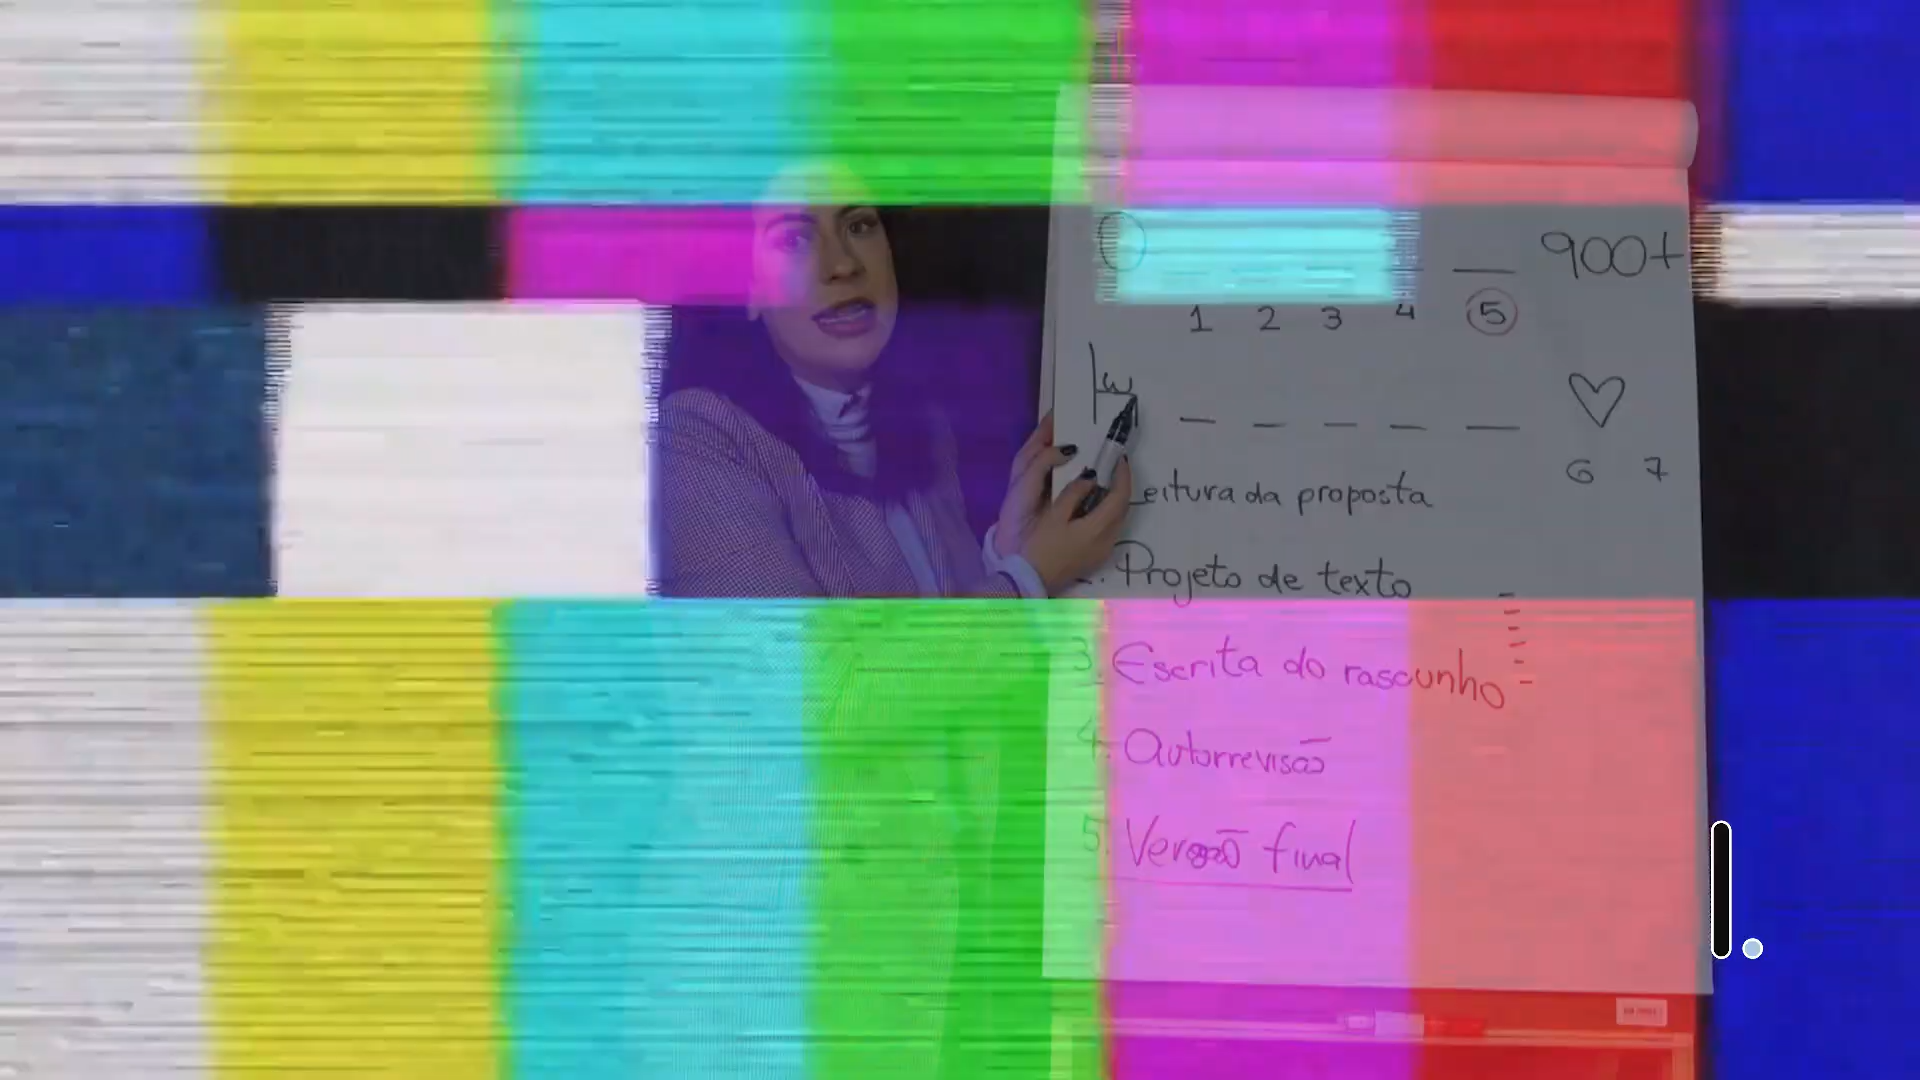 900+
1 2 3 4 5
6 7
Leitura da proposta
2. Projeto de texto
3. Escrita do rascunho
4. Autorrevisão
5. Versão final